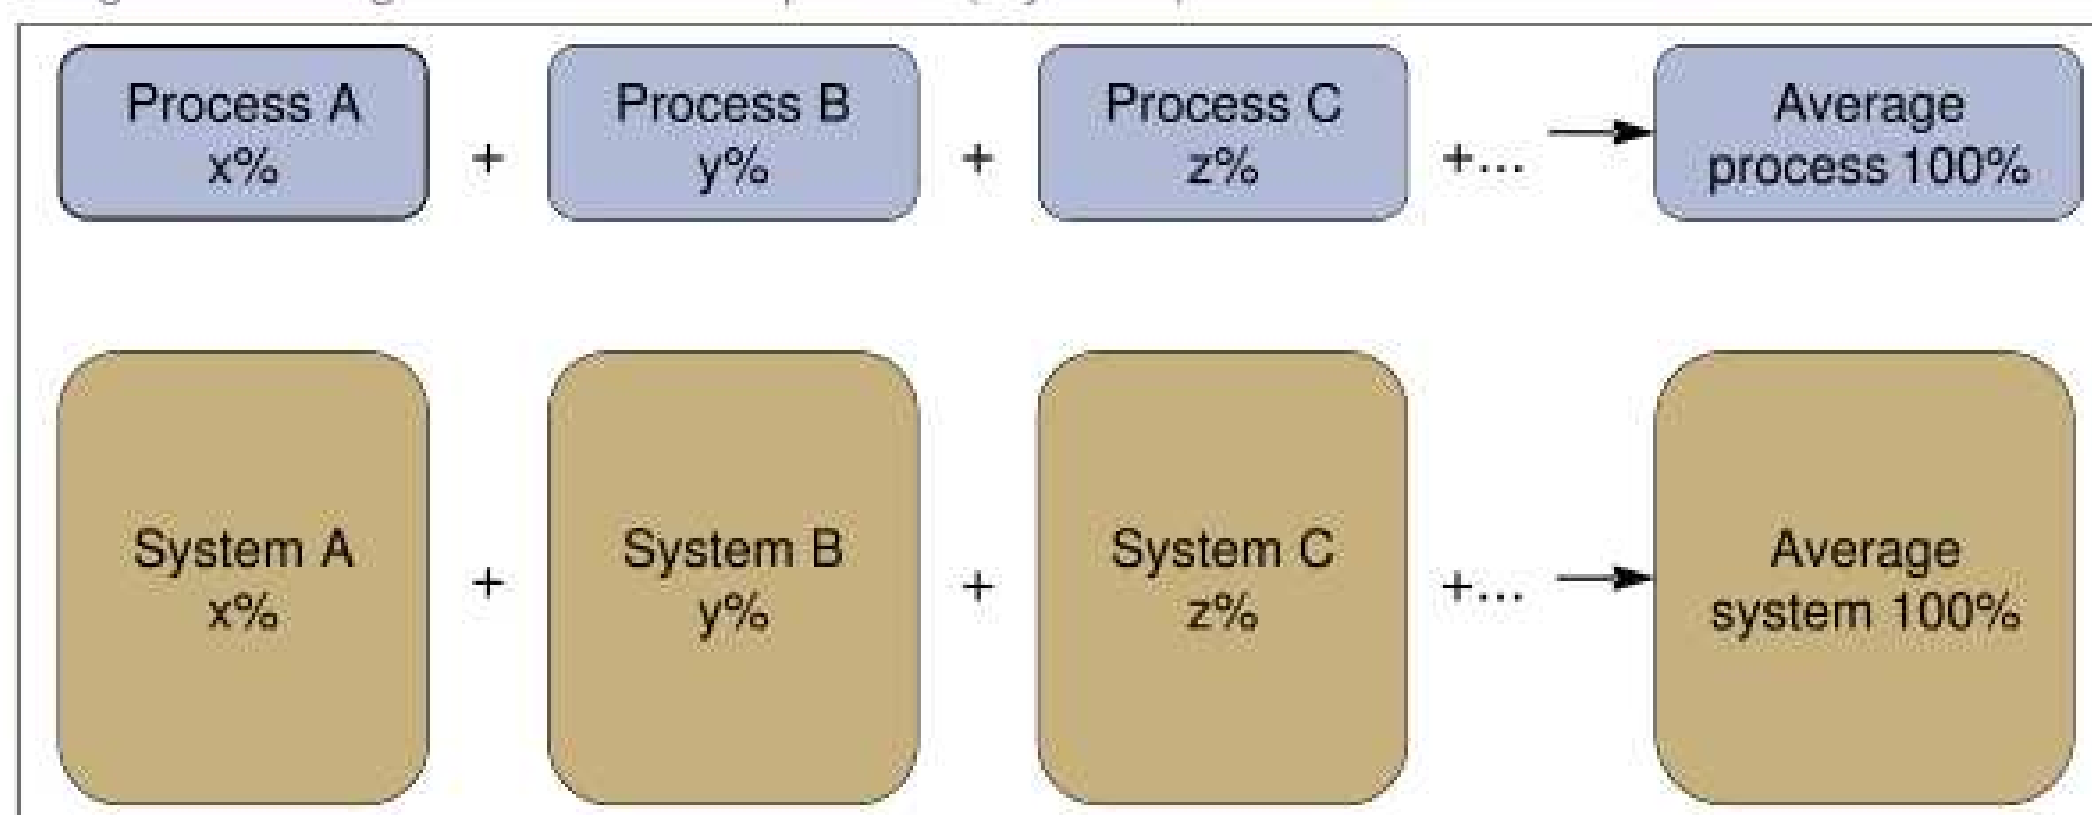 Process A
x%
+
Process B
y%
+
Process C
z%
+...
Average
process 100%
System A
x%
+
System B
y%
+
System C
z%
+...
Average
system 100%